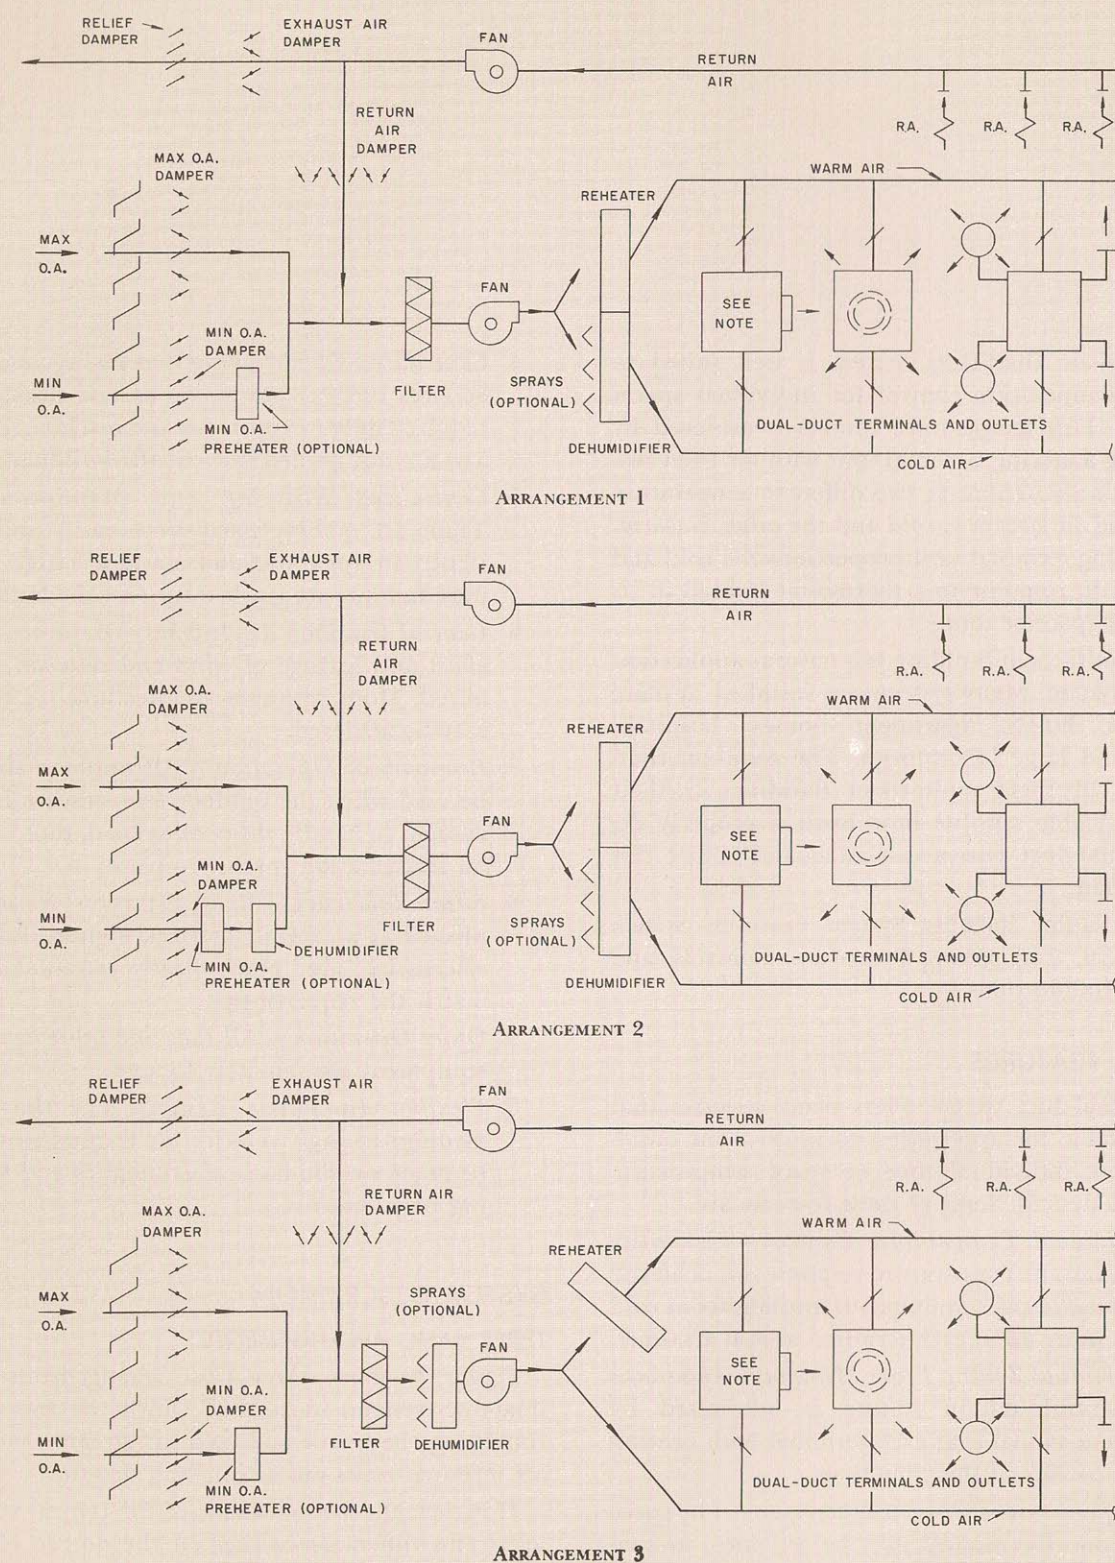 RELIEF
DAMPER
EXHAUST AIR
DAMPER
FAN
RETURN
AIR
RETURN
AIR
DAMPER
R.A.
R.A.
R.A.
MAX O.A.
DAMPER
WARM AIR
REHEATER
MAX
O.A.
FAN
SEE
NOTE
MIN O.A.
DAMPER
MIN
O.A.
FILTER
SPRAYS
(OPTIONAL)
MIN O.A.
PREHEATER (OPTIONAL)
DUAL-DUCT TERMINALS AND OUTLETS
DEHUMIDIFIER
COLD AIR
ARRANGEMENT 1
RELIEF
DAMPER
EXHAUST AIR
DAMPER
FAN
RETURN
AIR
RETURN
AIR
DAMPER
R.A.
R.A.
R.A.
MAX O.A.
DAMPER
WARM AIR
REHEATER
MAX
O.A.
FAN
SEE
NOTE
MIN O.A.
DAMPER
MIN
O.A.
FILTER
SPRAYS
(OPTIONAL)
DEHUMIDIFIER
MIN O.A.
PREHEATER (OPTIONAL)
DUAL-DUCT TERMINALS AND OUTLETS
DEHUMIDIFIER
COLD AIR
ARRANGEMENT 2
RELIEF
DAMPER
EXHAUST AIR
DAMPER
FAN
RETURN
AIR
RETURN AIR
DAMPER
R.A.
R.A.
R.A.
MAX O.A.
DAMPER
WARM AIR
REHEATER
MAX
O.A.
SPRAYS
(OPTIONAL)
FAN
SEE
NOTE
MIN O.A.
DAMPER
MIN
O.A.
FILTER
DEHUMIDIFIER
MIN O.A.
PREHEATER (OPTIONAL)
DUAL-DUCT TERMINALS AND OUTLETS
COLD AIR
ARRANGEMENT 3